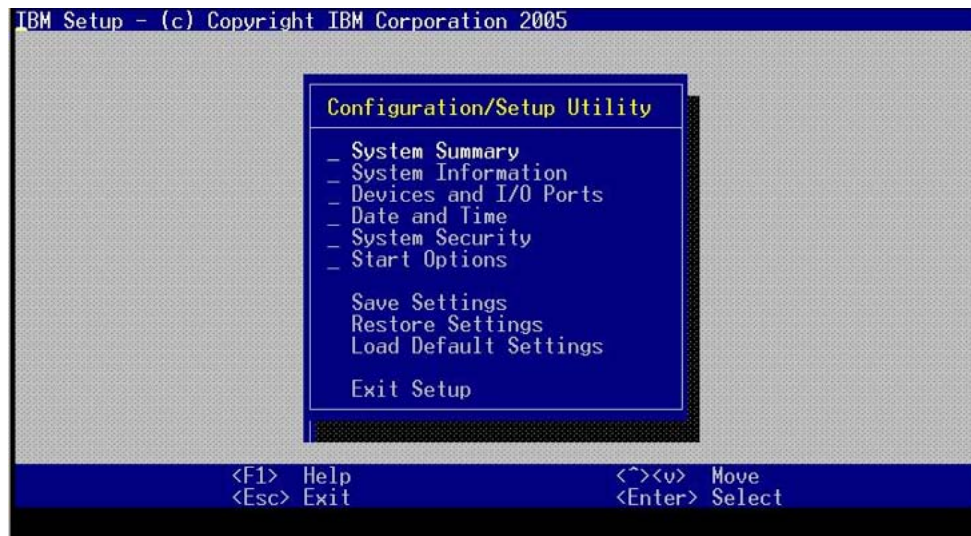 IBM Setup - (c) Copyright IBM Corporation 2005
Configuration/Setup Utility
_ System Summary
_ System Information
_ Devices and I/O Ports
_ Date and Time
_ System Security
_ Start Options
Save Settings
Restore Settings
Load Default Settings
Exit Setup
<F1> Help <^><v> Move
<Esc> Exit <Enter> Select